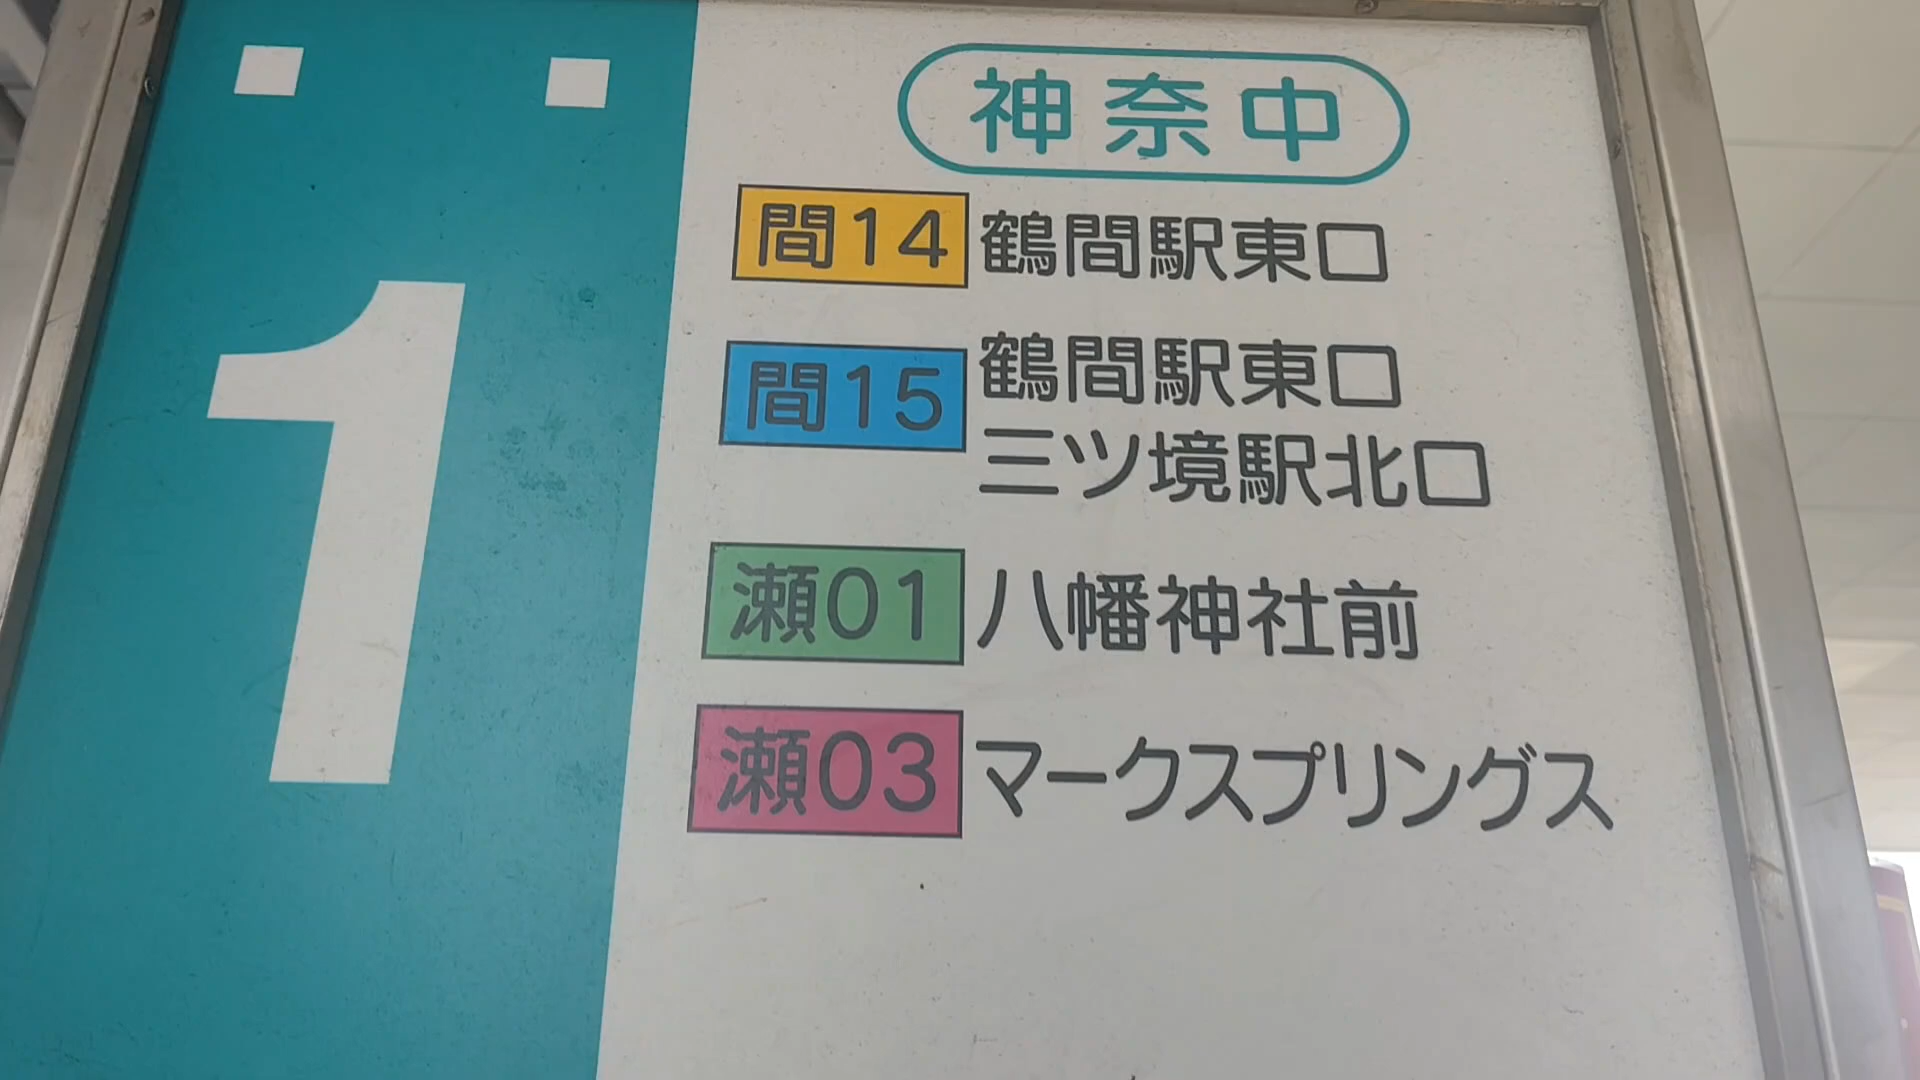 1
神奈中
間14 鶴間駅東口
間15 鶴間駅東口
三ツ境駅北口
瀬01 八幡神社前
瀬03 マークスプリングス